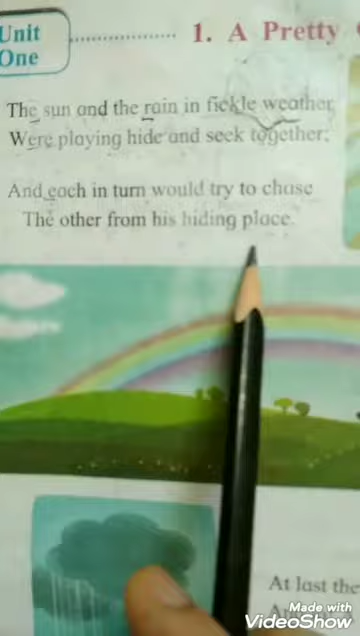 Unit
One
1. A Pretty
The sun and the rain in fickle weather
Were playing hide and seek together;
And each in turn would try to chase
The other from his hiding place.
At last the
Made with
VideoShow